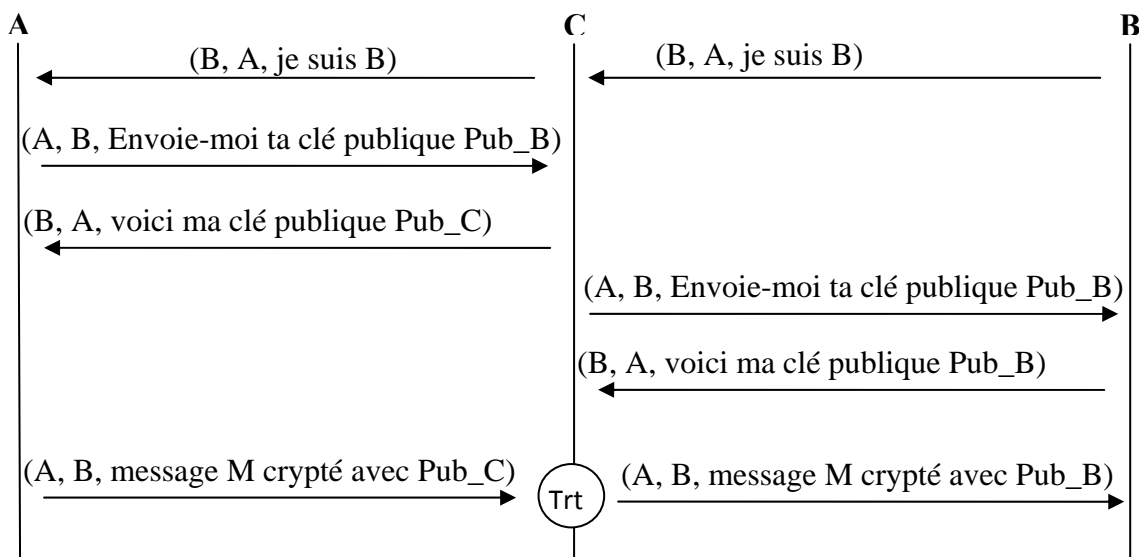 A C B
(B, A, je suis B) (B, A, je suis B)
(A, B, Envoie-moi ta clé publique Pub_B)
(B, A, voici ma clé publique Pub_C)
(A, B, Envoie-moi ta clé publique Pub_B)
(B, A, voici ma clé publique Pub_B)
(A, B, message M crypté avec Pub_C) (A, B, message M crypté avec Pub_B)
Trt